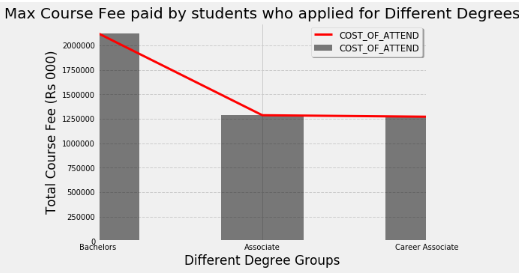 Max Course Fee paid by students who applied for Different Degrees
COST_OF_ATTEND
COST_OF_ATTEND
Total Course Fee (Rs 000)
2000000
1750000
1500000
1250000
1000000
750000
500000
250000
0
Bachelors
Associate
Career Associate
Different Degree Groups